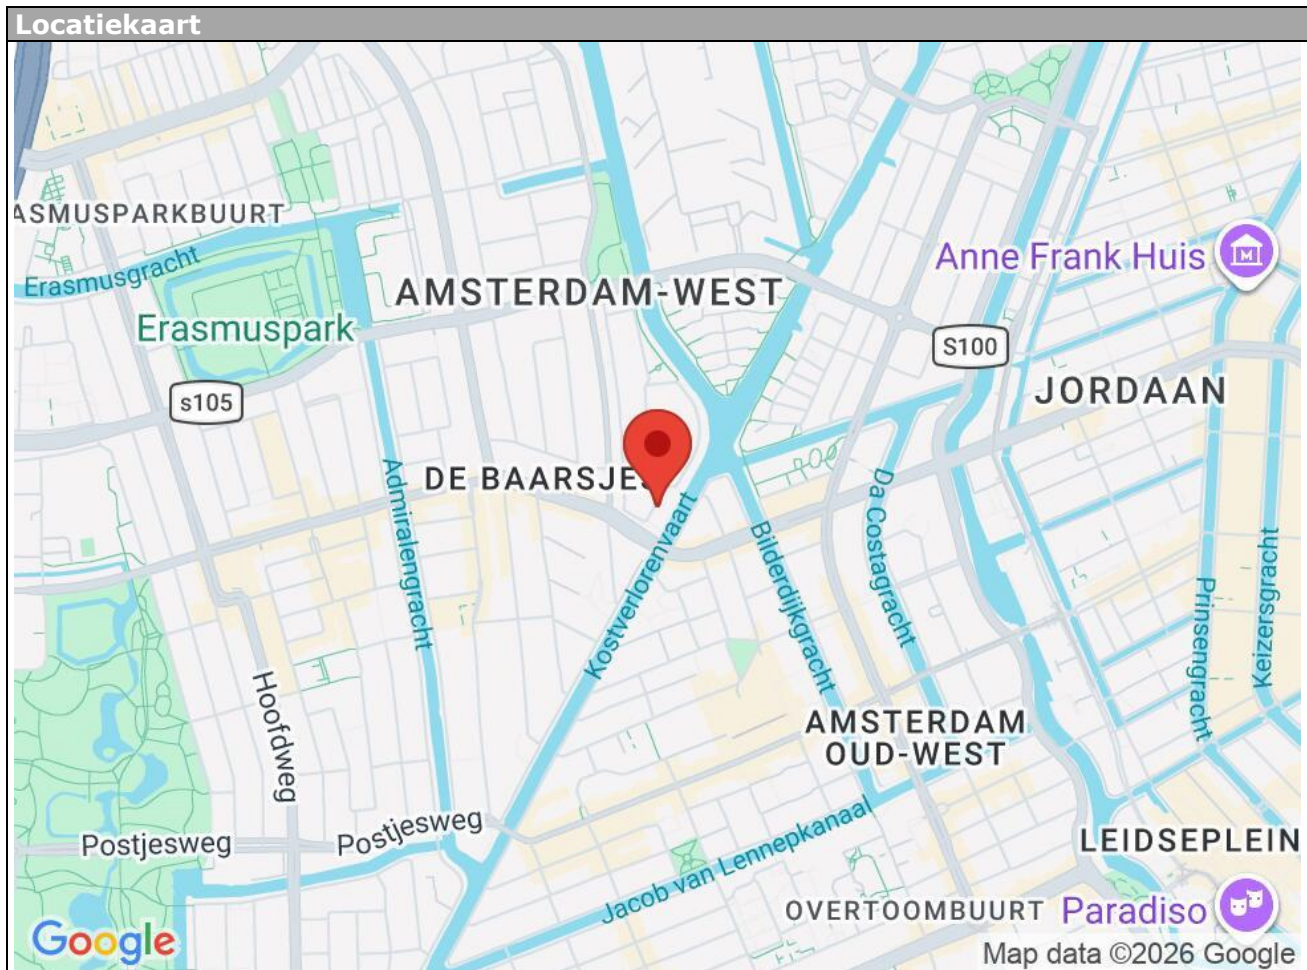 Locatiekaart
ASMUSPARKBUURT
Erasmusgracht
Anne Frank Huis
AMSTERDAM-WEST
Erasmuspark
S100
s105
JORDAAN
DE BAARSJES
Admiralengracht
Kostverlorenvaart
Bilderdijkgracht
Da Costagracht
Prinsengracht
Keizersgracht
Hoofdweg
AMSTERDAM
OUD-WEST
Postjesweg
Postjesweg
Jacob van Lennepkanaal
LEIDSEPLEIN
OVERTOOMBUURT
Paradiso
Google
Map data ©2026 Google